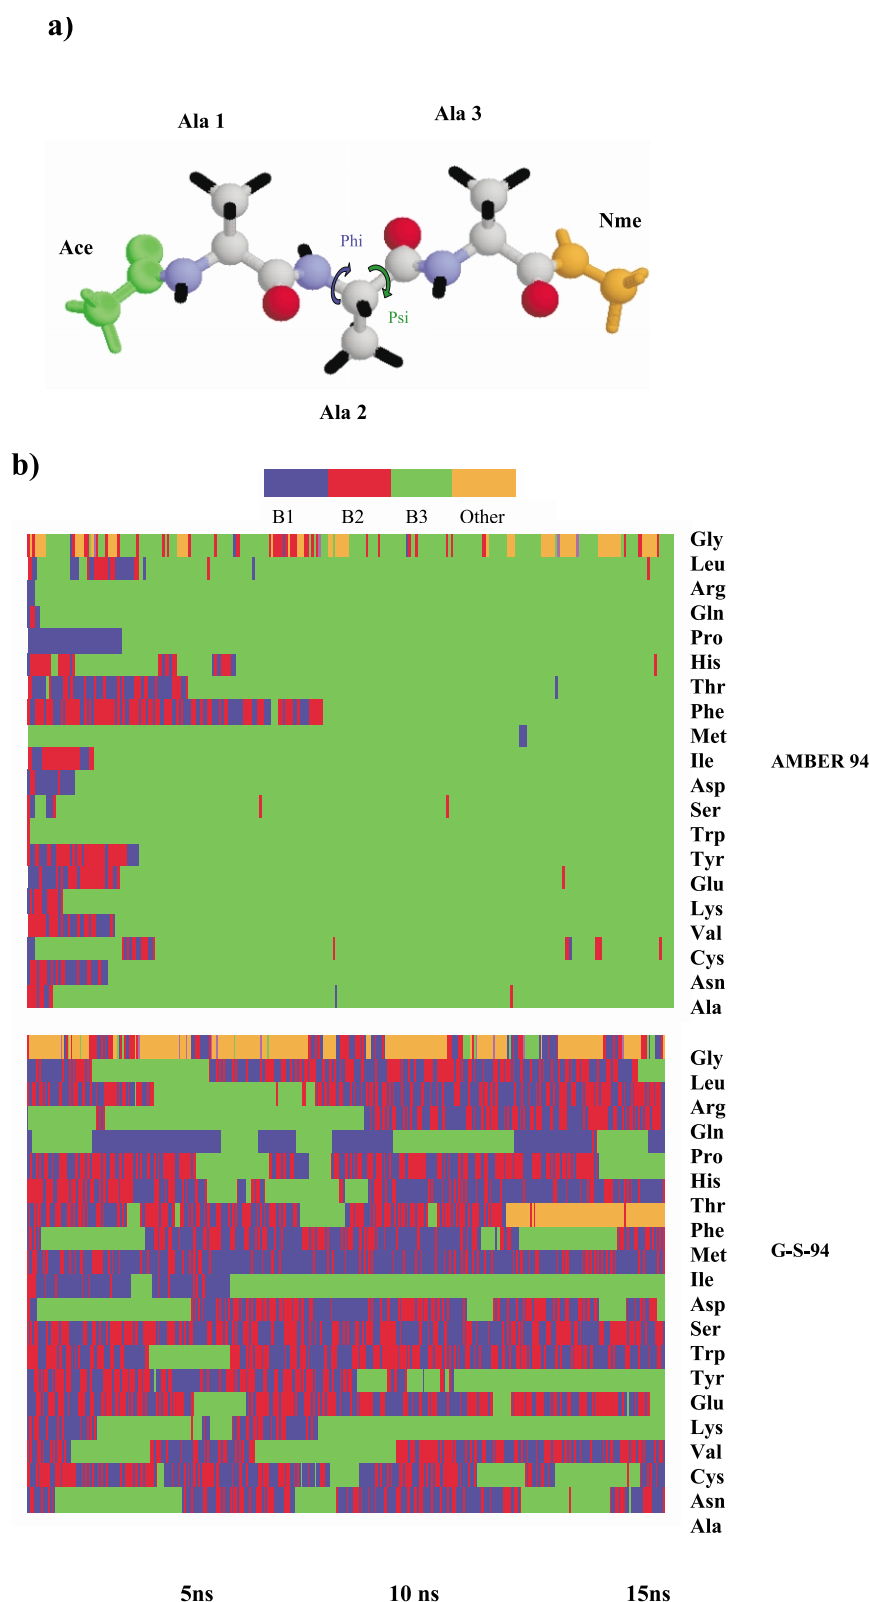 a)
Ala 1
Ala 3
Ace
Phi
Nme
Psi
Ala 2
b)
B1 B2 B3 Other
Gly
Leu
Arg
Gln
Pro
His
Thr
Phe
Met
Ile
AMBER 94
Asp
Ser
Trp
Tyr
Glu
Lys
Val
Cys
Asn
Ala
Gly
Leu
Arg
Gln
Pro
His
Thr
Phe
Met
G-S-94
Ile
Asp
Ser
Trp
Tyr
Glu
Lys
Val
Cys
Asn
Ala
5ns 10 ns 15ns